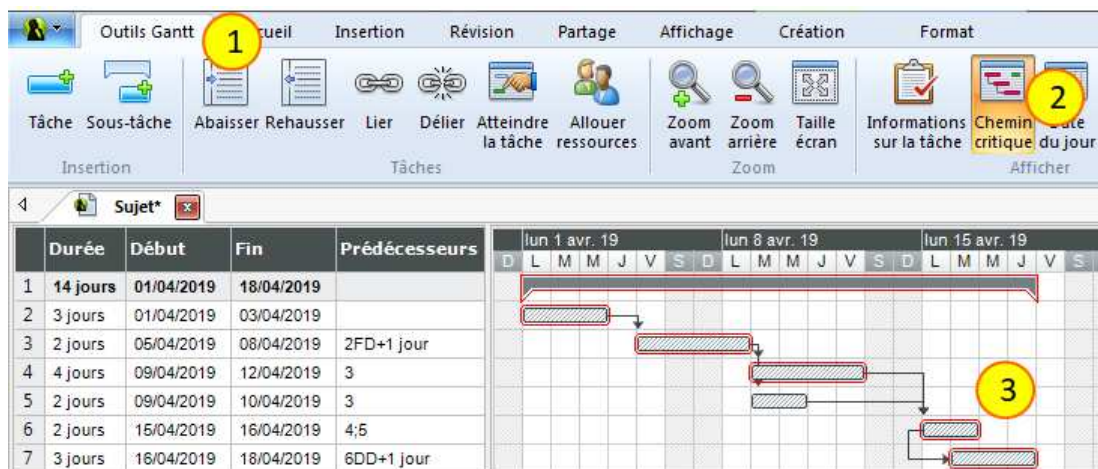 Outils Gantt cueil Insertion Révision Partage Affichage Création Format
1
2
Tâche Sous-tâche Abaisser Rehausser Lier Délier Atteindre la tâche Allouer ressources Zoom avant Zoom arrière Taille écran Informations sur la tâche Chemin critique du jour
Insertion Tâches Zoom Afficher
Sujet*
Durée Début Fin Prédécesseurs lun 1 avr. 19 lun 8 avr. 19 lun 15 avr. 19
D L M M J V S D L M M J V S D L M M J V S
1 14 jours 01/04/2019 18/04/2019
2 3 jours 01/04/2019 03/04/2019
3 2 jours 05/04/2019 08/04/2019 2FD+1 jour
4 4 jours 09/04/2019 12/04/2019 3
5 2 jours 09/04/2019 10/04/2019 3
3
6 2 jours 15/04/2019 16/04/2019 4;5
7 3 jours 16/04/2019 18/04/2019 6DD+1 jour